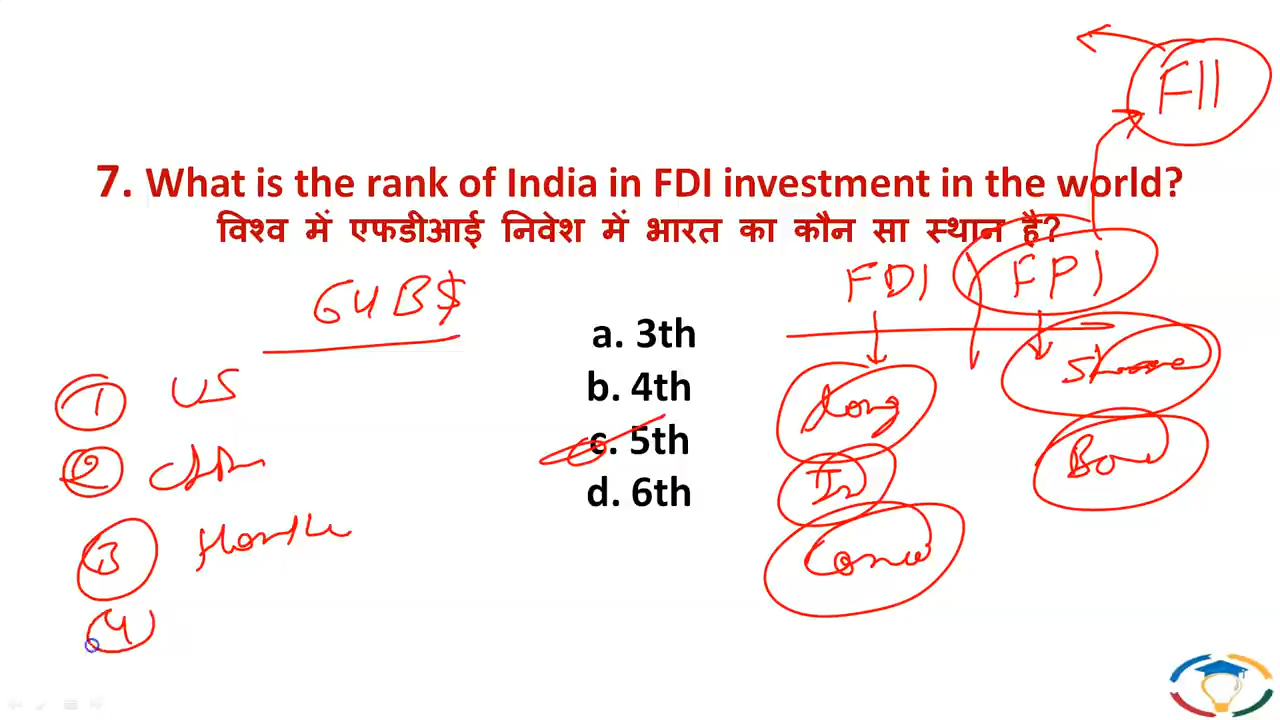 FII
7. What is the rank of India in FDI investment in the world?
विश्व में एफडीआई निवेश में भारत का कौन सा स्थान है?
64 B$
FDI
FPI
a. 3th
b. 4th
c. 5th
d. 6th
1 US
2
3
4
Long